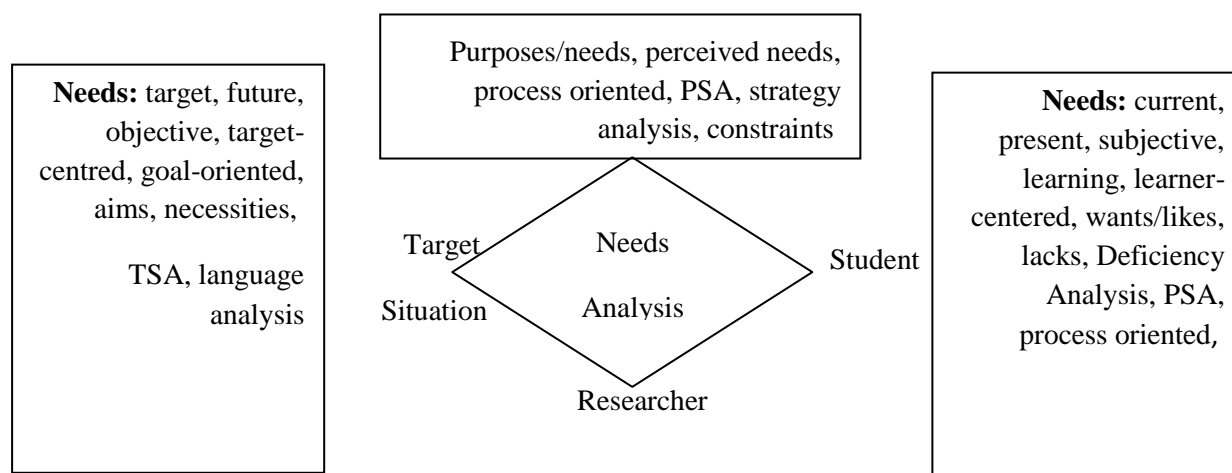 Purposes/needs, perceived needs,
process oriented, PSA, strategy
analysis, constraints
Needs: target, future,
objective, target-
centred, goal-oriented,
aims, necessities,
TSA, language
analysis
Needs: current,
present, subjective,
learning, learner-
centered, wants/likes,
lacks, Deficiency
Analysis, PSA,
process oriented,
Target
Situation
Needs
Analysis
Student
Researcher